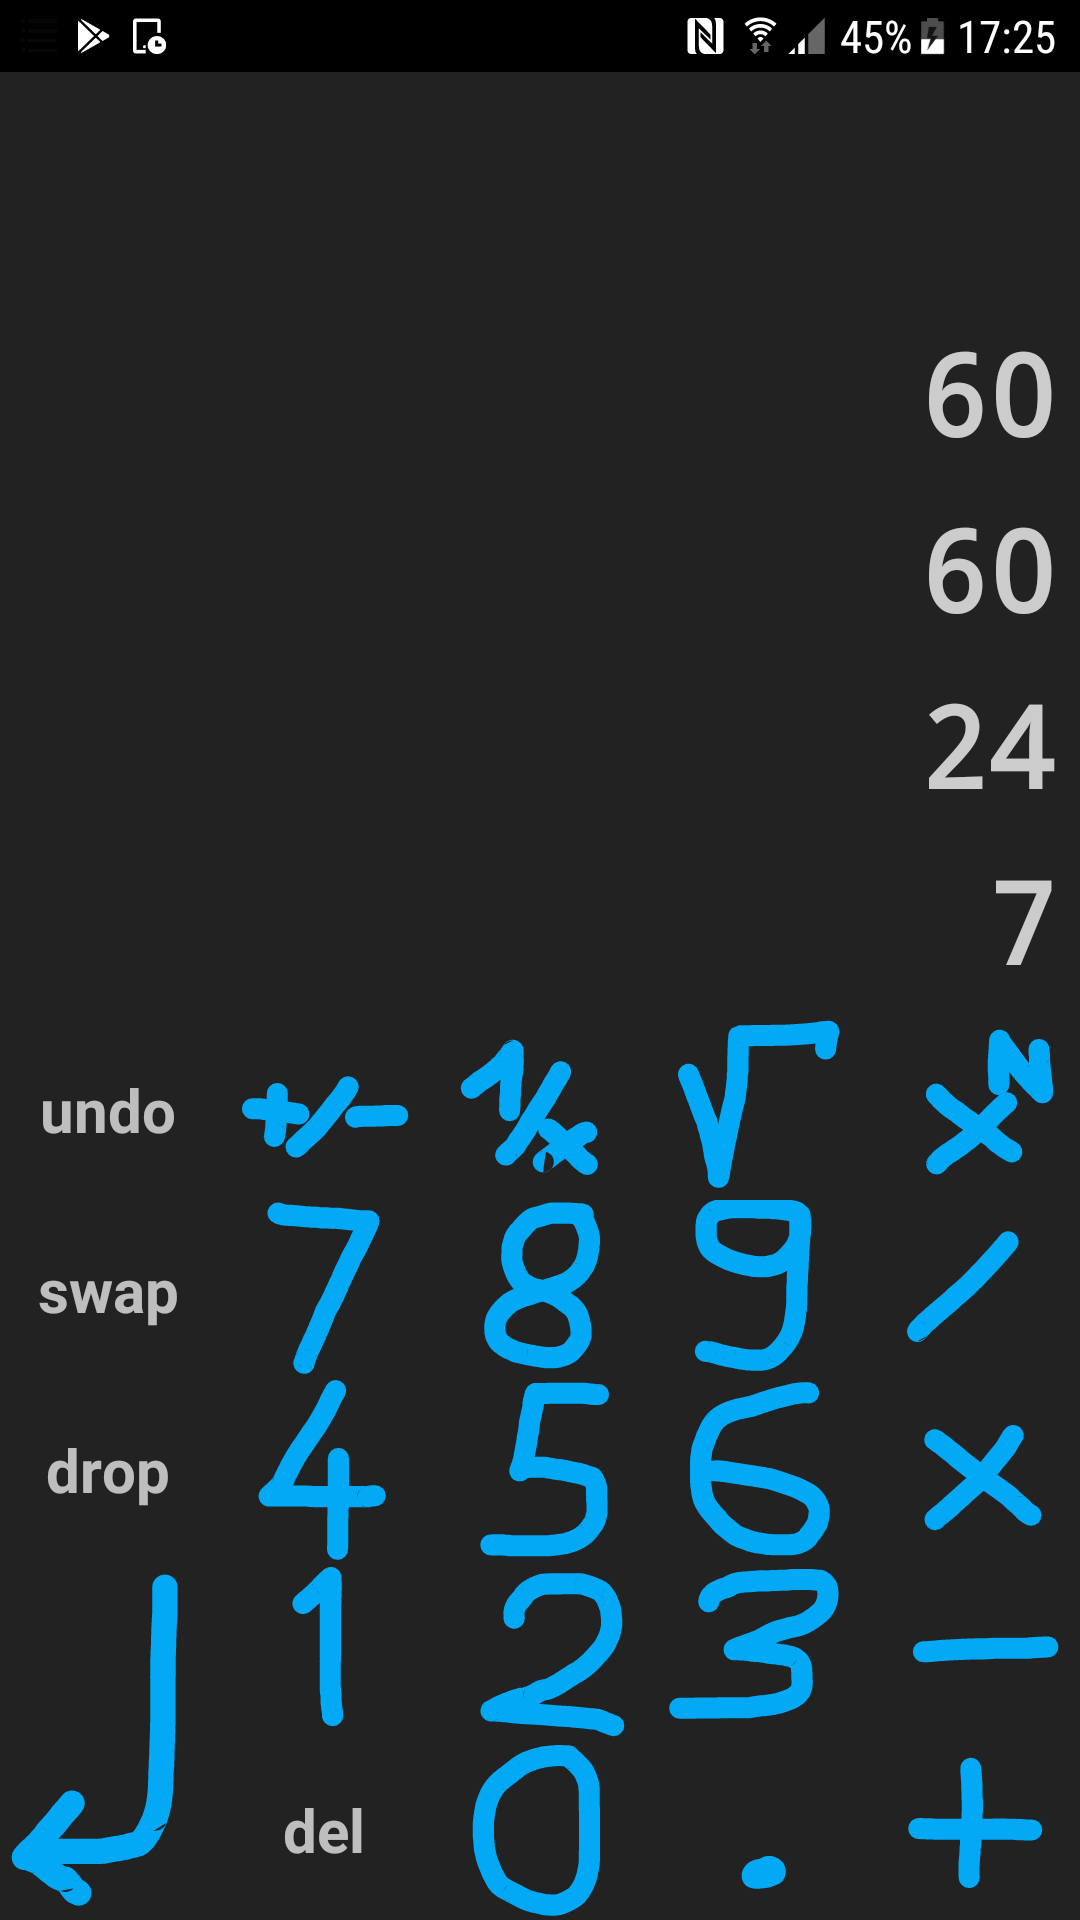 45% 17:25
60
60
24
7
undo +/- 1/x √ xN
swap 7 8 9 /
drop 4 5 6 ×
1 2 3 -
del 0 . +